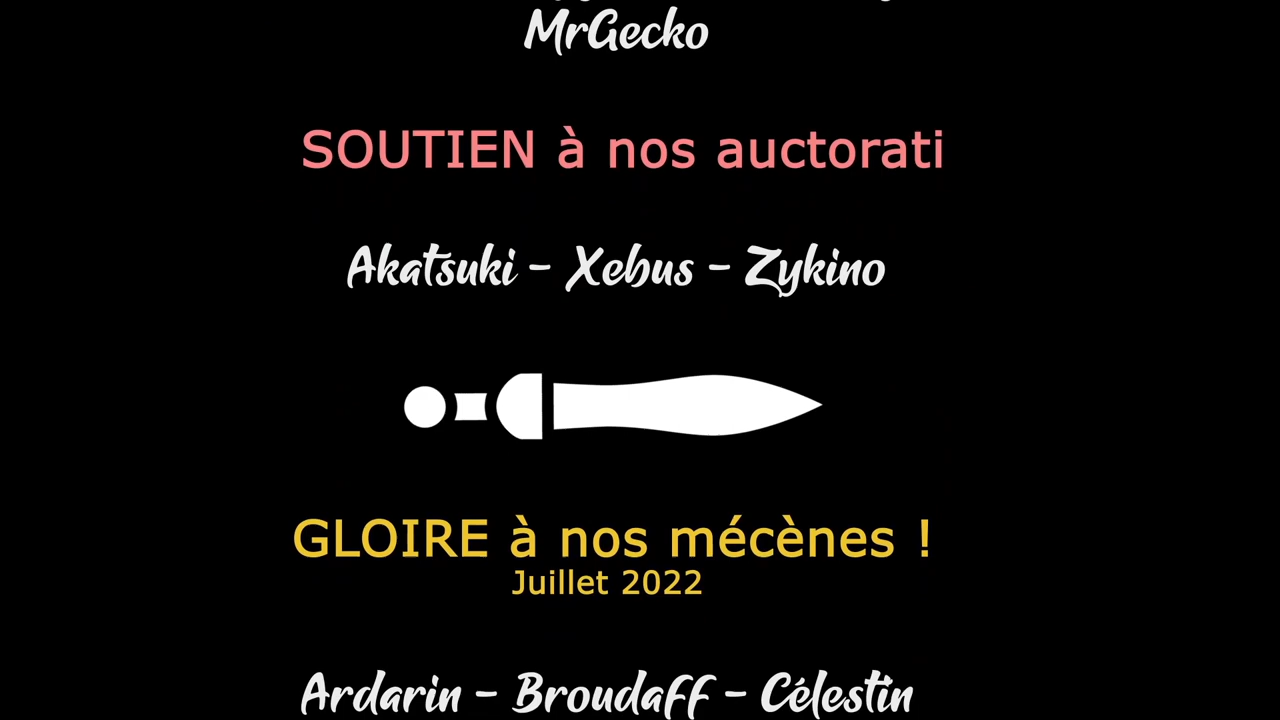 MrGecko
SOUTIEN à nos auctorati
Akatsuki - Xebus - Zykino
GLOIRE à nos mécènes !
Juillet 2022
Ardarin - Broudaff - Célestin